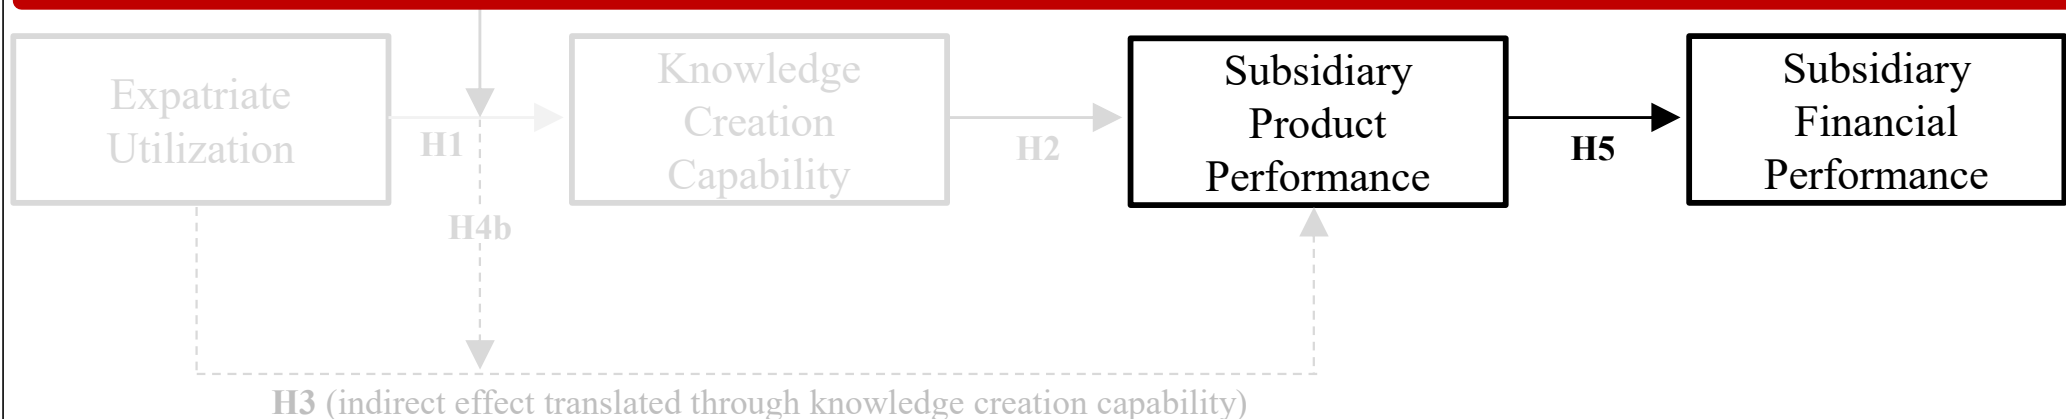 Expatriate
Utilization
H1
Knowledge
Creation
Capability
H2
Subsidiary
Product
Performance
H5
Subsidiary
Financial
Performance
H4b
H3 (indirect effect translated through knowledge creation capability)